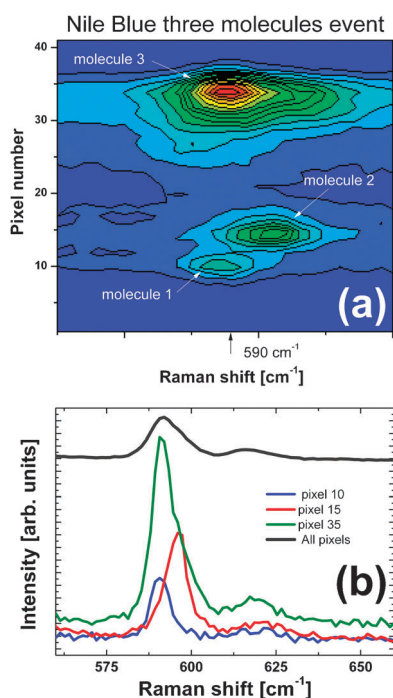 Nile Blue three molecules event
40
30
20
10
Pixel number
molecule 3
molecule 2
molecule 1
(a)
590 cm⁻¹
Raman shift [cm⁻¹]
Intensity [arb. units]
pixel 10
pixel 15
pixel 35
All pixels
(b)
575 600 625 650
Raman shift [cm⁻¹]